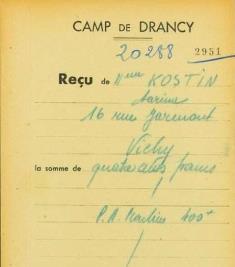 CAMP DE DRANCY
20288 2951
Reçu de Mme KOSTIN
16 rue
Vichy
la somme de quatre cents francs
P.A. 400